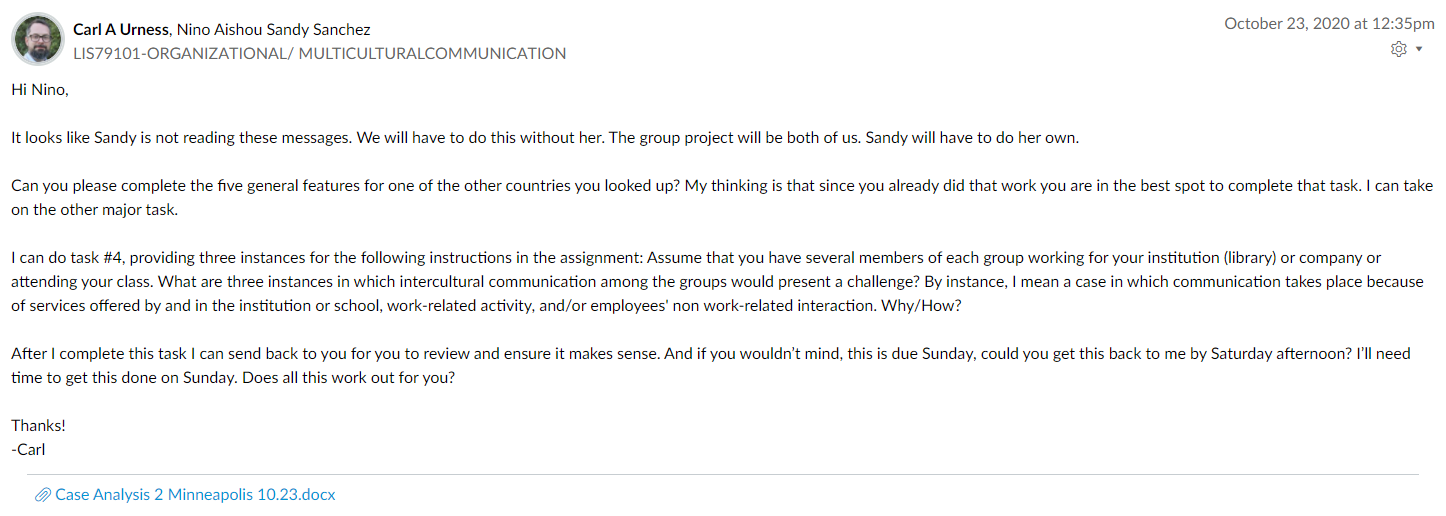 Carl A Urness, Nino Aishou Sandy Sanchez
October 23, 2020 at 12:35pm
LIS79101-ORGANIZATIONAL/ MULTICULTURALCOMMUNICATION
Hi Nino,
It looks like Sandy is not reading these messages. We will have to do this without her. The group project will be both of us. Sandy will have to do her own.
Can you please complete the five general features for one of the other countries you looked up? My thinking is that since you already did that work you are in the best spot to complete that task. I can take
on the other major task.
I can do task #4, providing three instances for the following instructions in the assignment: Assume that you have several members of each group working for your institution (library) or company or
attending your class. What are three instances in which intercultural communication among the groups would present a challenge? By instance, I mean a case in which communication takes place because
of services offered by and in the institution or school, work-related activity, and/or employees' non work-related interaction. Why/How?
After I complete this task I can send back to you for you to review and ensure it makes sense. And if you wouldn’t mind, this is due Sunday, could you get this back to me by Saturday afternoon? I’ll need
time to get this done on Sunday. Does all this work out for you?
Thanks!
-Carl
Case Analysis 2 Minneapolis 10.23.docx